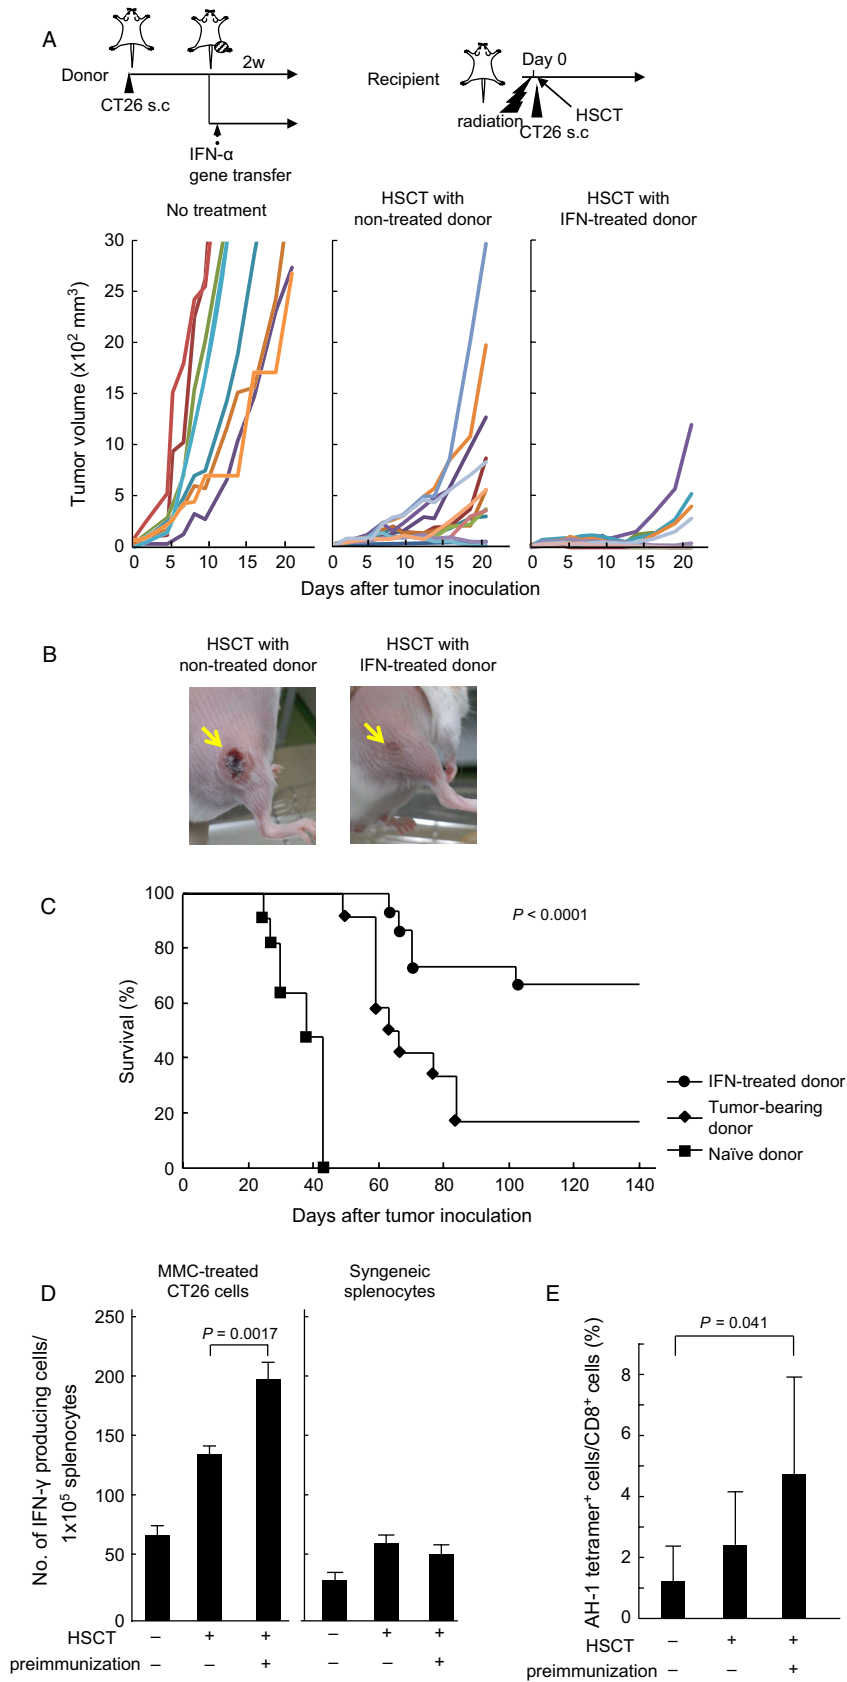 A
Donor
2w
CT26 s.c
IFN-α
gene transfer
Recipient
Day 0
radiation
HSCT
CT26 s.c
No treatment
HSCT with
non-treated donor
HSCT with
IFN-treated donor
Tumor volume (x10² mm³)
30
25
20
15
10
5
0
0 5 10 15 20
0 5 10 15 20
0 5 10 15 20
Days after tumor inoculation
B
HSCT with
non-treated donor
HSCT with
IFN-treated donor
C
Survival (%)
100
80
60
40
20
0
P < 0.0001
0 20 40 60 80 100 120 140
Days after tumor inoculation
IFN-treated donor
Tumor-bearing
donor
Naïve donor
D
MMC-treated
CT26 cells
Syngeneic
splenocytes
No. of IFN-γ producing cells/
1x10⁵ splenocytes
250
200
150
100
50
0
P = 0.0017
HSCT – + + – + +
preimmunization – – + – – +
E
AH-1 tetramer⁺ cells/CD8⁺ cells (%)
8
6
4
2
0
P = 0.041
HSCT – + +
preimmunization – – +